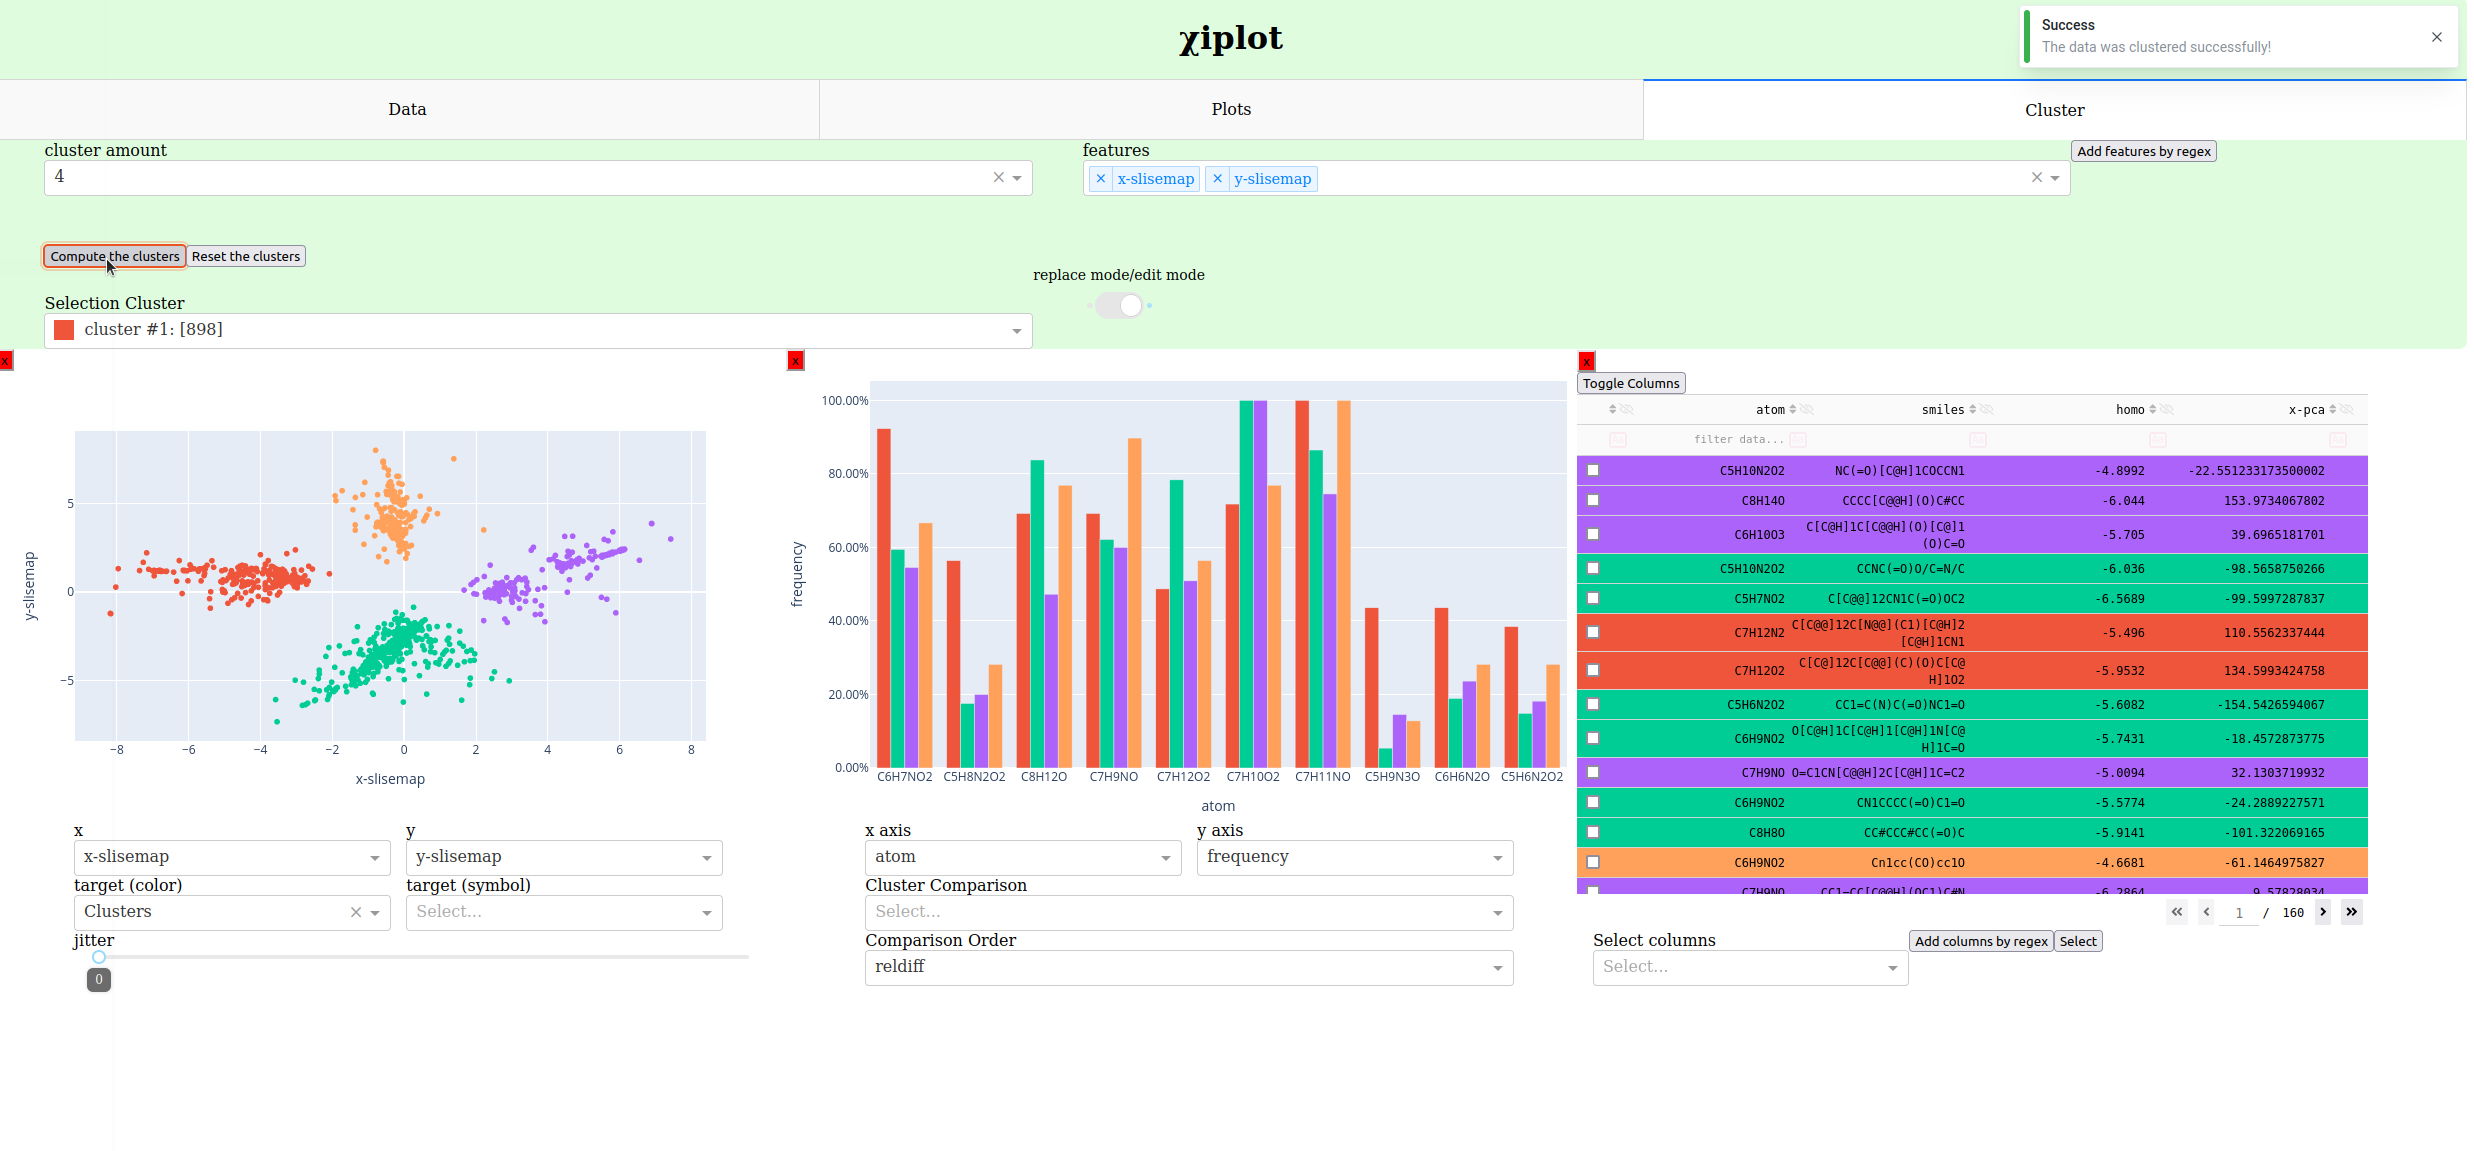 χiplot
Success
The data was clustered successfully!
Data
Plots
Cluster
cluster amount
4
features
x-slisemap
y-slisemap
Add features by regex
Compute the clusters
Reset the clusters
replace mode/edit mode
Selection Cluster
cluster #1: [898]
x
y-slisemap
5
0
−5
−8
−6
−4
−2
0
2
4
6
8
x-slisemap
x
x-slisemap
y
y-slisemap
target (color)
Clusters
target (symbol)
Select...
jitter
0
x
frequency
100.00%
80.00%
60.00%
40.00%
20.00%
0.00%
C6H7NO2
C5H8N2O2
C8H12O
C7H9NO
C7H12O2
C7H10O2
C7H11NO
C5H9N3O
C6H6N2O
C5H6N2O2
atom
x axis
atom
y axis
frequency
Cluster Comparison
Select...
Comparison Order
reldiff
x
Toggle Columns
atom smiles homo x-pca
filter data...
C5H10N2O2 NC(=O)[C@H]1COCCN1 -4.8992 -22.551233173500002
C8H14O CCCC[C@@H](O)C#CC -6.044 153.9734067802
C6H10O3 C[C@H]1C[C@@H](O)[C@]1 -5.705 39.6965181701
(O)C=O
C5H10N2O2 CCNC(=O)O/C=N/C -6.036 -98.5658750266
C5H7NO2 C[C@@]12CN1C(=O)OC2 -6.5689 -99.5997287837
C7H12N2 C[C@@]12C[N@@](C1)[C@H]2 -5.496 110.5562337444
[C@H]1CN1
C7H12O2 C[C@]12C[C@@](C)(O)C[C@ -5.9532 134.5993424758
H]1O2
C5H6N2O2 CC1=C(N)C(=O)NC1=O -5.6082 -154.5426594067
C6H9NO2 O[C@H]1C[C@H]1[C@H]1N[C@ -5.7431 -18.4572873775
H]1C=O
C7H9NO O=C1CN[C@@H]2C[C@H]1C=C2 -5.0094 32.1303719932
C6H9NO2 CN1CCCC(=O)C1=O -5.5774 -24.2889227571
C8H8O CC#CCC#CC(=O)C -5.9141 -101.322069165
C6H9NO2 Cn1cc(CO)cc1O -4.6681 -61.1464975827
C7H9NO CC1=CC[C@@H](OC1)C#N -6.2864 9.57828034
1 / 160
Select columns
Add columns by regex
Select
Select...